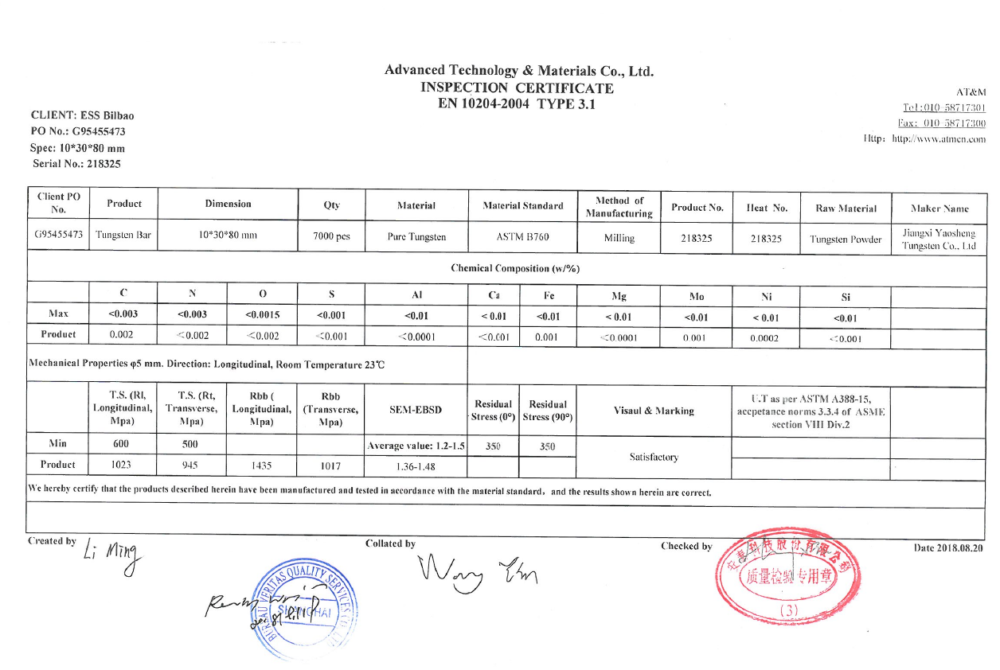 Advanced Technology & Materials Co., Ltd.
INSPECTION CERTIFICATE
EN 10204-2004 TYPE 3.1
AT&M
Tel:010-58717301
Fax: 010-58717300
Http: http://www.atmcn.com
CLIENT: ESS Bilbao
PO No.: G95455473
Spec: 10*30*80 mm
Serial No.: 218325
Client PO No. Product Dimension Qty Material Material Standard Method of Manufacturing Product No. Heat No. Raw Material Maker Name
G95455473 Tungsten Bar 10*30*80 mm 7000 pcs Pure Tungsten ASTM B760 Milling 218325 218325 Tungsten Powder Jiangxi Yaosheng Tungsten Co., Ltd
Chemical Composition (w/%)
C N O S Al Ca Fe Mg Mo Ni Si
Max <0.003 <0.003 <0.0015 <0.001 <0.01 < 0.01 <0.01 < 0.01 <0.01 < 0.01 <0.01
Product 0.002 <0.002 <0.002 <0.001 <0.0001 <0.001 0.001 <0.0001 0.001 0.0002 <0.001
Mechanical Properties φ5 mm. Direction: Longitudinal, Room Temperature 23℃
T.S. (Rl, Longitudinal, Mpa) T.S. (Rt, Transverse, Mpa) Rbb ( Longitudinal, Mpa) Rbb (Transverse, Mpa) SEM-EBSD Residual Stress (0°) Residual Stress (90°) Visaul & Marking U.T as per ASTM A388-15, accpetance norms 3.3.4 of ASME section VIII Div.2
Min 600 500 Average value: 1.2-1.5 350 350
Satisfactory
Product 1023 945 1435 1017 1.36-1.48
We hereby certify that the products described herein have been manufactured and tested in accordance with the material standard，and the results shown herein are correct.
Created by Li Ming
Collated by
Checked by
Date 2018.08.20
BUREAU VERITAS QUALITY SERVICES CO., LTD
SHANGHAI
安泰科技股份有限公司
质量检验专用章
(3)